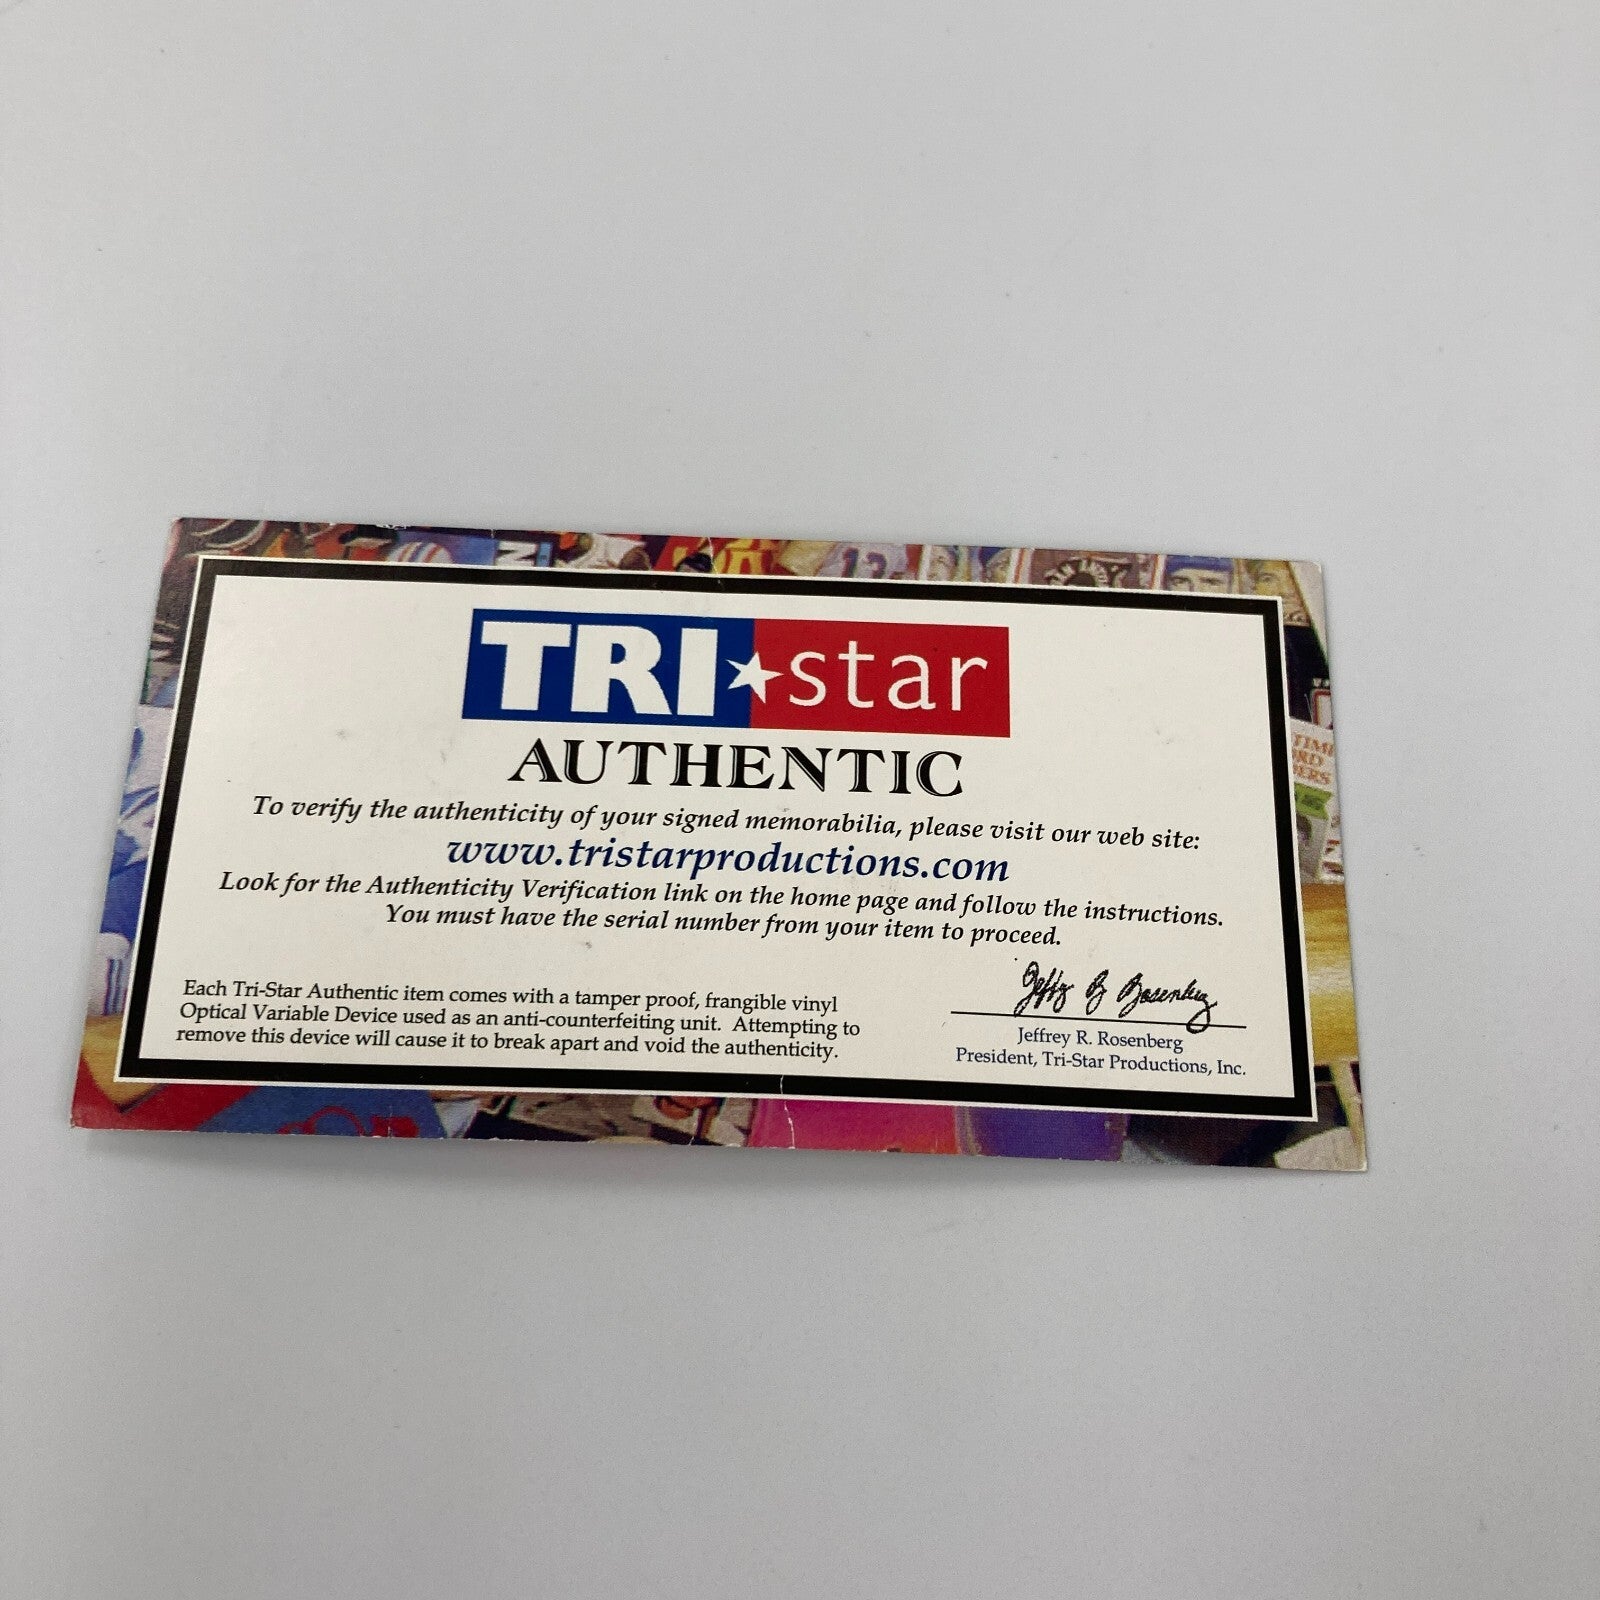 TRI★star
AUTHENTIC
To verify the authenticity of your signed memorabilia, please visit our web site:
www.tristarproductions.com
Look for the Authenticity Verification link on the home page and follow the instructions.
You must have the serial number from your item to proceed.
Each Tri-Star Authentic item comes with a tamper proof, frangible vinyl
Optical Variable Device used as an anti-counterfeiting unit. Attempting to
remove this device will cause it to break apart and void the authenticity.
Jeffrey R. Rosenberg
President, Tri-Star Productions, Inc.
13